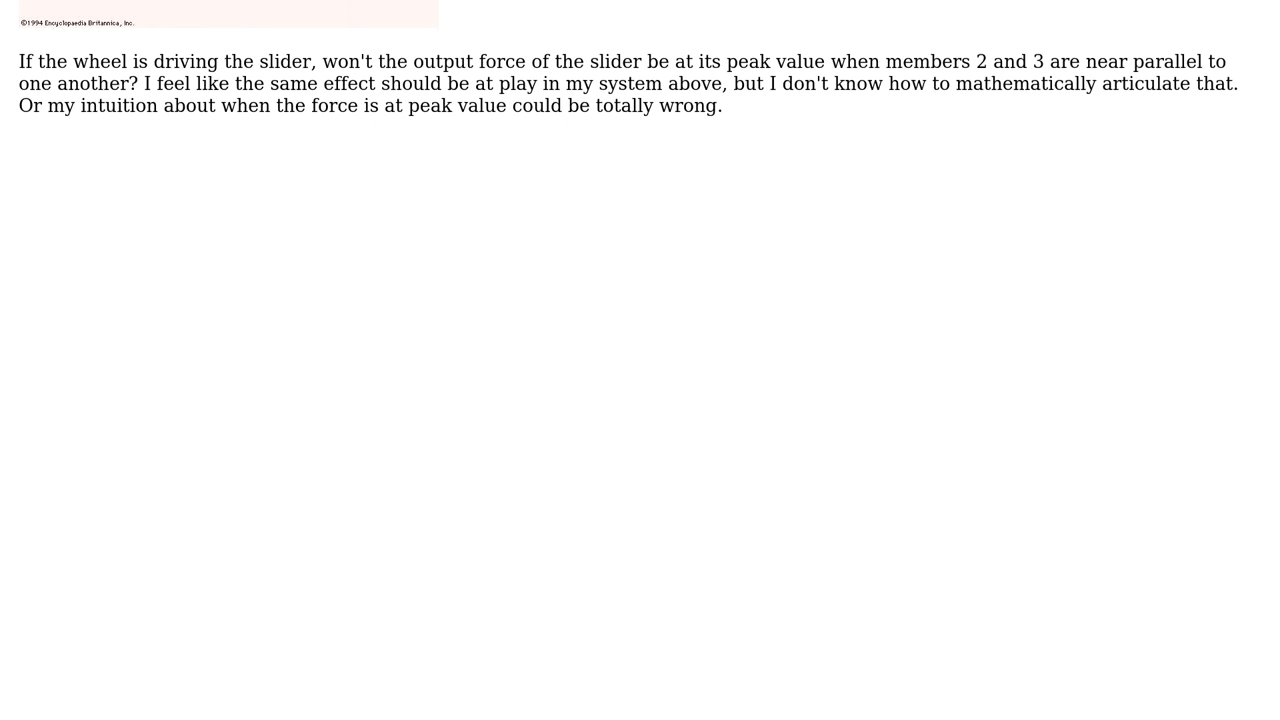 ©1994 Encyclopaedia Britannica, Inc.
If the wheel is driving the slider, won't the output force of the slider be at its peak value when members 2 and 3 are near parallel to
one another? I feel like the same effect should be at play in my system above, but I don't know how to mathematically articulate that.
Or my intuition about when the force is at peak value could be totally wrong.